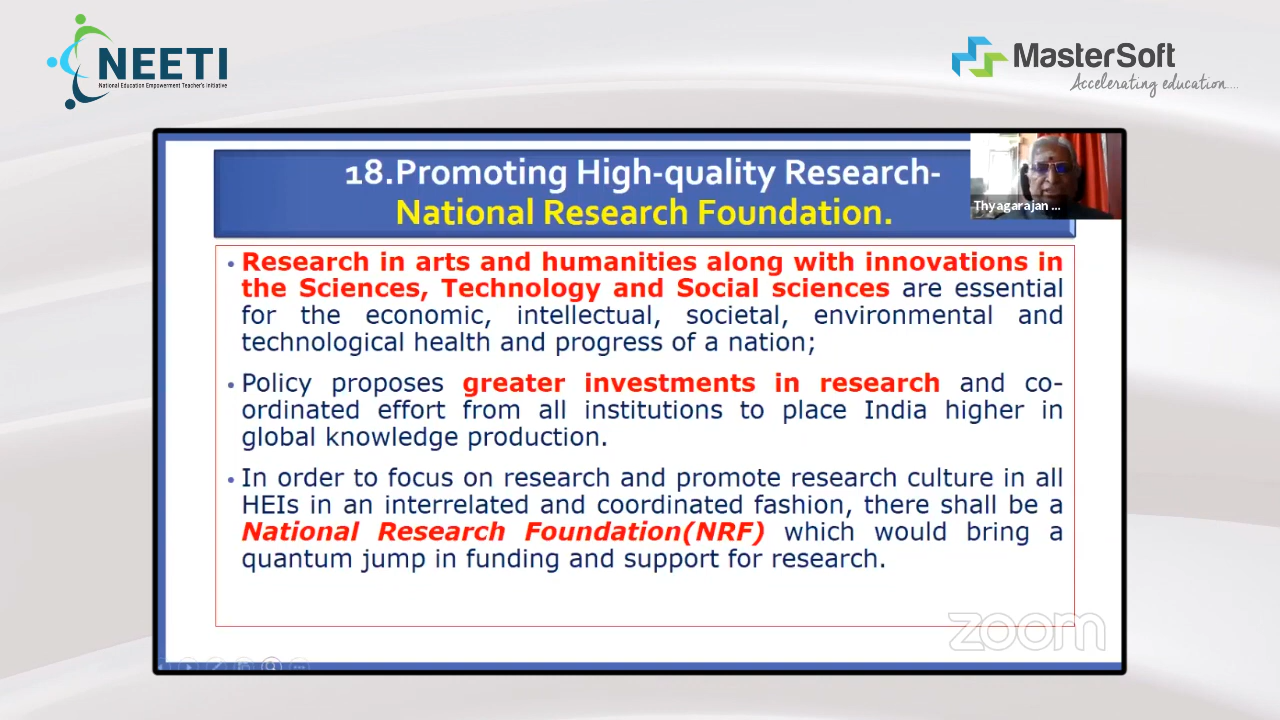 NEETI
National Education Empowerment Teacher's Initiative
MasterSoft
Accelerating education....
18.Promoting High-quality Research-
National Research Foundation.
Thyagarajan ...
• Research in arts and humanities along with innovations in
the Sciences, Technology and Social sciences are essential
for the economic, intellectual, societal, environmental and
technological health and progress of a nation;
• Policy proposes greater investments in research and co-
ordinated effort from all institutions to place India higher in
global knowledge production.
• In order to focus on research and promote research culture in all
HEIs in an interrelated and coordinated fashion, there shall be a
National Research Foundation(NRF) which would bring a
quantum jump in funding and support for research.
zoom